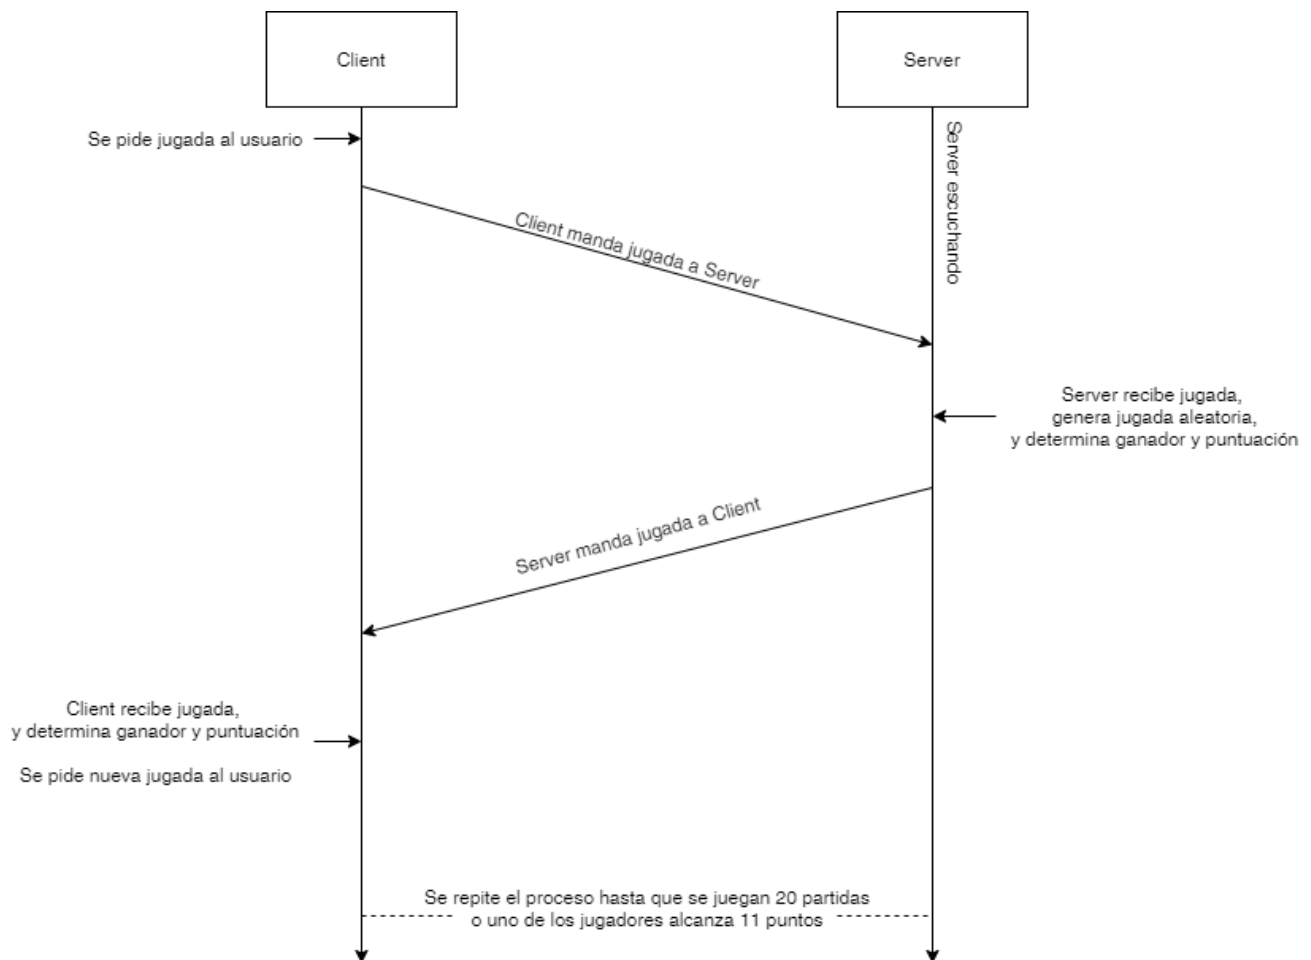 Client
Server
Se pide jugada al usuario
Server escuchando
Client manda jugada a Server
Server recibe jugada,
genera jugada aleatoria,
y determina ganador y puntuación
Server manda jugada a Client
Client recibe jugada,
y determina ganador y puntuación
Se pide nueva jugada al usuario
Se repite el proceso hasta que se juegan 20 partidas
o uno de los jugadores alcanza 11 puntos